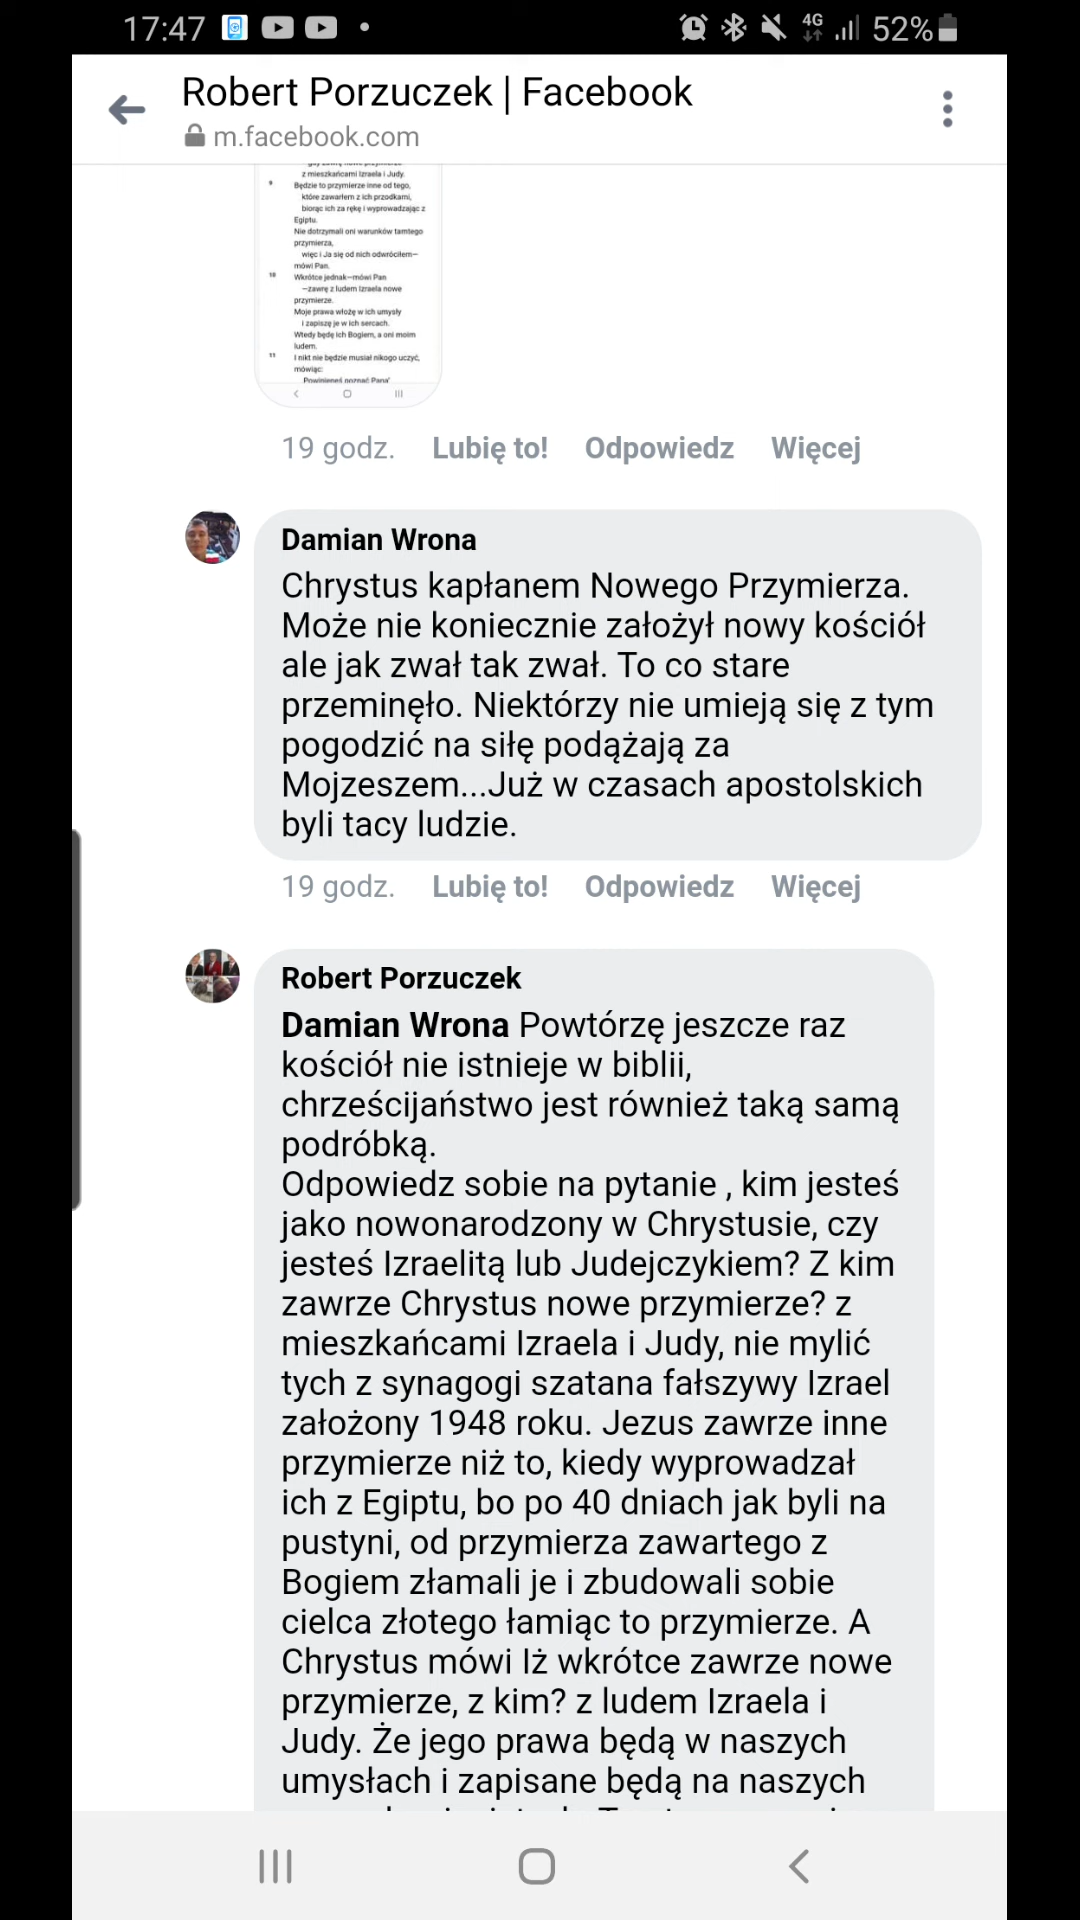 17:47
4G
52%
Robert Porzuczek | Facebook
m.facebook.com
z mieszkańcami Izraela i Judy.
9
Będzie to przymierze inne od tego,
które zawarłem z ich przodkami,
biorąc ich za rękę i wyprowadzając z
Egiptu.
Nie dotrzymali oni warunków tamtego
przymierza,
więc i Ja się od nich odwróciłem—
mówi Pan.
10
Wkrótce jednak—mówi Pan
—zawrę z ludem Izraela nowe
przymierze.
Moje prawa włożę w ich umysły
i zapiszę je w ich sercach.
Wtedy będę ich Bogiem, a oni moim
ludem.
11
I nikt nie będzie musiał nikogo uczyć,
mówiąc:
„Powinieneś poznać Pana”
19 godz. Lubię to! Odpowiedz Więcej
Damian Wrona
Chrystus kapłanem Nowego Przymierza.
Może nie koniecznie założył nowy kościół
ale jak zwał tak zwał. To co stare
przeminęło. Niektórzy nie umieją się z tym
pogodzić na siłę podążają za
Mojzeszem...Już w czasach apostolskich
byli tacy ludzie.
19 godz. Lubię to! Odpowiedz Więcej
Robert Porzuczek
Damian Wrona Powtórzę jeszcze raz
kościół nie istnieje w biblii,
chrześcijaństwo jest również taką samą
podróbką.
Odpowiedz sobie na pytanie , kim jesteś
jako nowonarodzony w Chrystusie, czy
jesteś Izraelitą lub Judejczykiem? Z kim
zawrze Chrystus nowe przymierze? z
mieszkańcami Izraela i Judy, nie mylić
tych z synagogi szatana fałszywy Izrael
założony 1948 roku. Jezus zawrze inne
przymierze niż to, kiedy wyprowadzał
ich z Egiptu, bo po 40 dniach jak byli na
pustyni, od przymierza zawartego z
Bogiem złamali je i zbudowali sobie
cielca złotego łamiąc to przymierze. A
Chrystus mówi Iż wkrótce zawrze nowe
przymierze, z kim? z ludem Izraela i
Judy. Że jego prawa będą w naszych
umysłach i zapisane będą na naszych